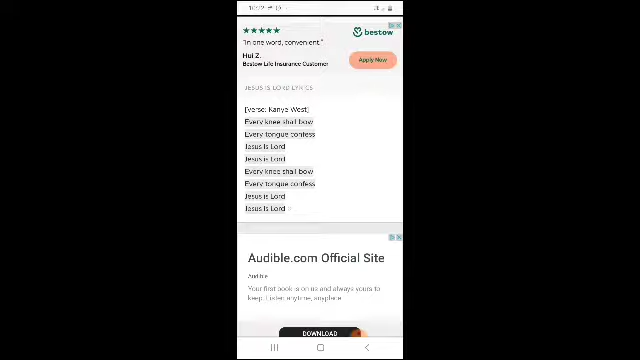 10:22
★★★★★
bestow
"In one word, convenient."
Hui Z.
Bestow Life Insurance Customer
Apply Now
JESUS IS LORD LYRICS
[Verse: Kanye West]
Every knee shall bow
Every tongue confess
Jesus is Lord
Jesus is Lord
Every knee shall bow
Every tongue confess
Jesus is Lord
Jesus is Lord
Audible.com Official Site
Audible
Your first book is on us and always yours to
keep. Listen anytime, anyplace
DOWNLOAD